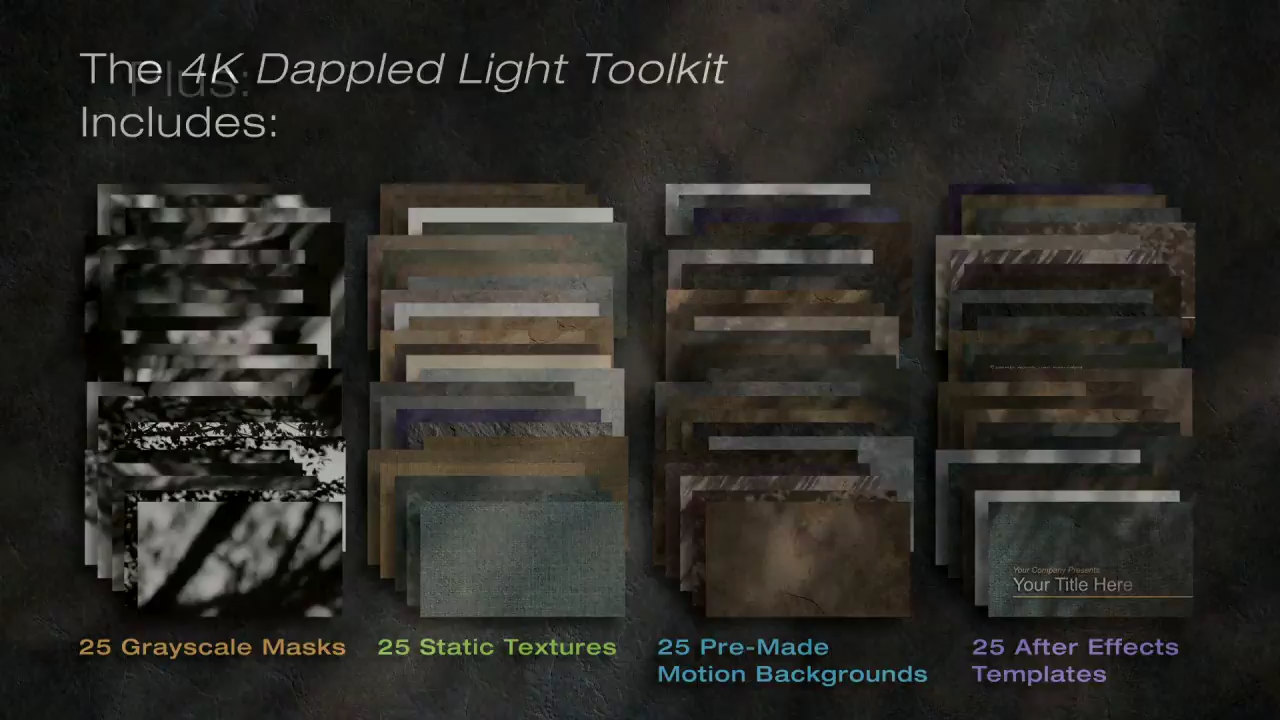 The 4K Dappled Light Toolkit
Plus:
Includes:
Your Company Presents
Your Title Here
25 Grayscale Masks
25 Static Textures
25 Pre-Made
Motion Backgrounds
25 After Effects
Templates